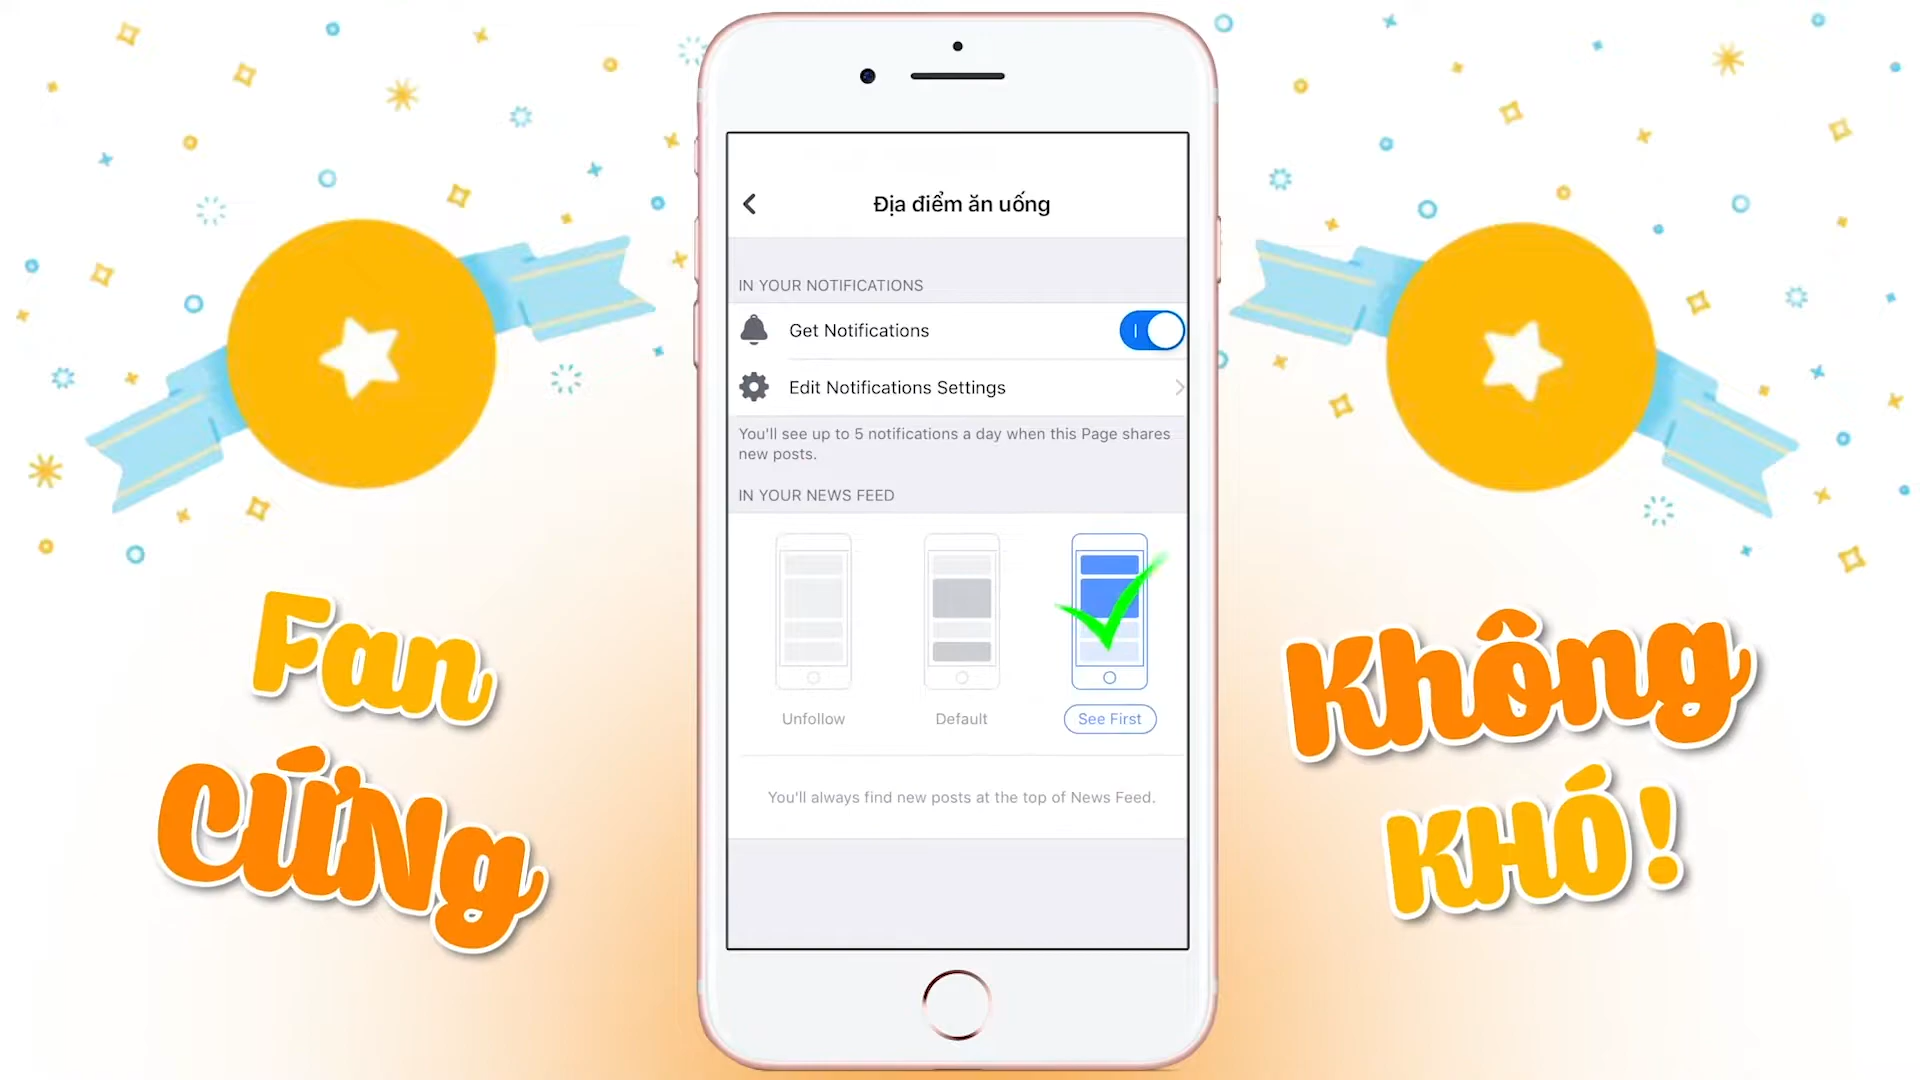 Địa điểm ăn uống
IN YOUR NOTIFICATIONS
Get Notifications
Edit Notifications Settings
You'll see up to 5 notifications a day when this Page shares
new posts.
IN YOUR NEWS FEED
Unfollow
Default
See First
You'll always find new posts at the top of News Feed.
Fan
CỨNg
Không
KHÓ!